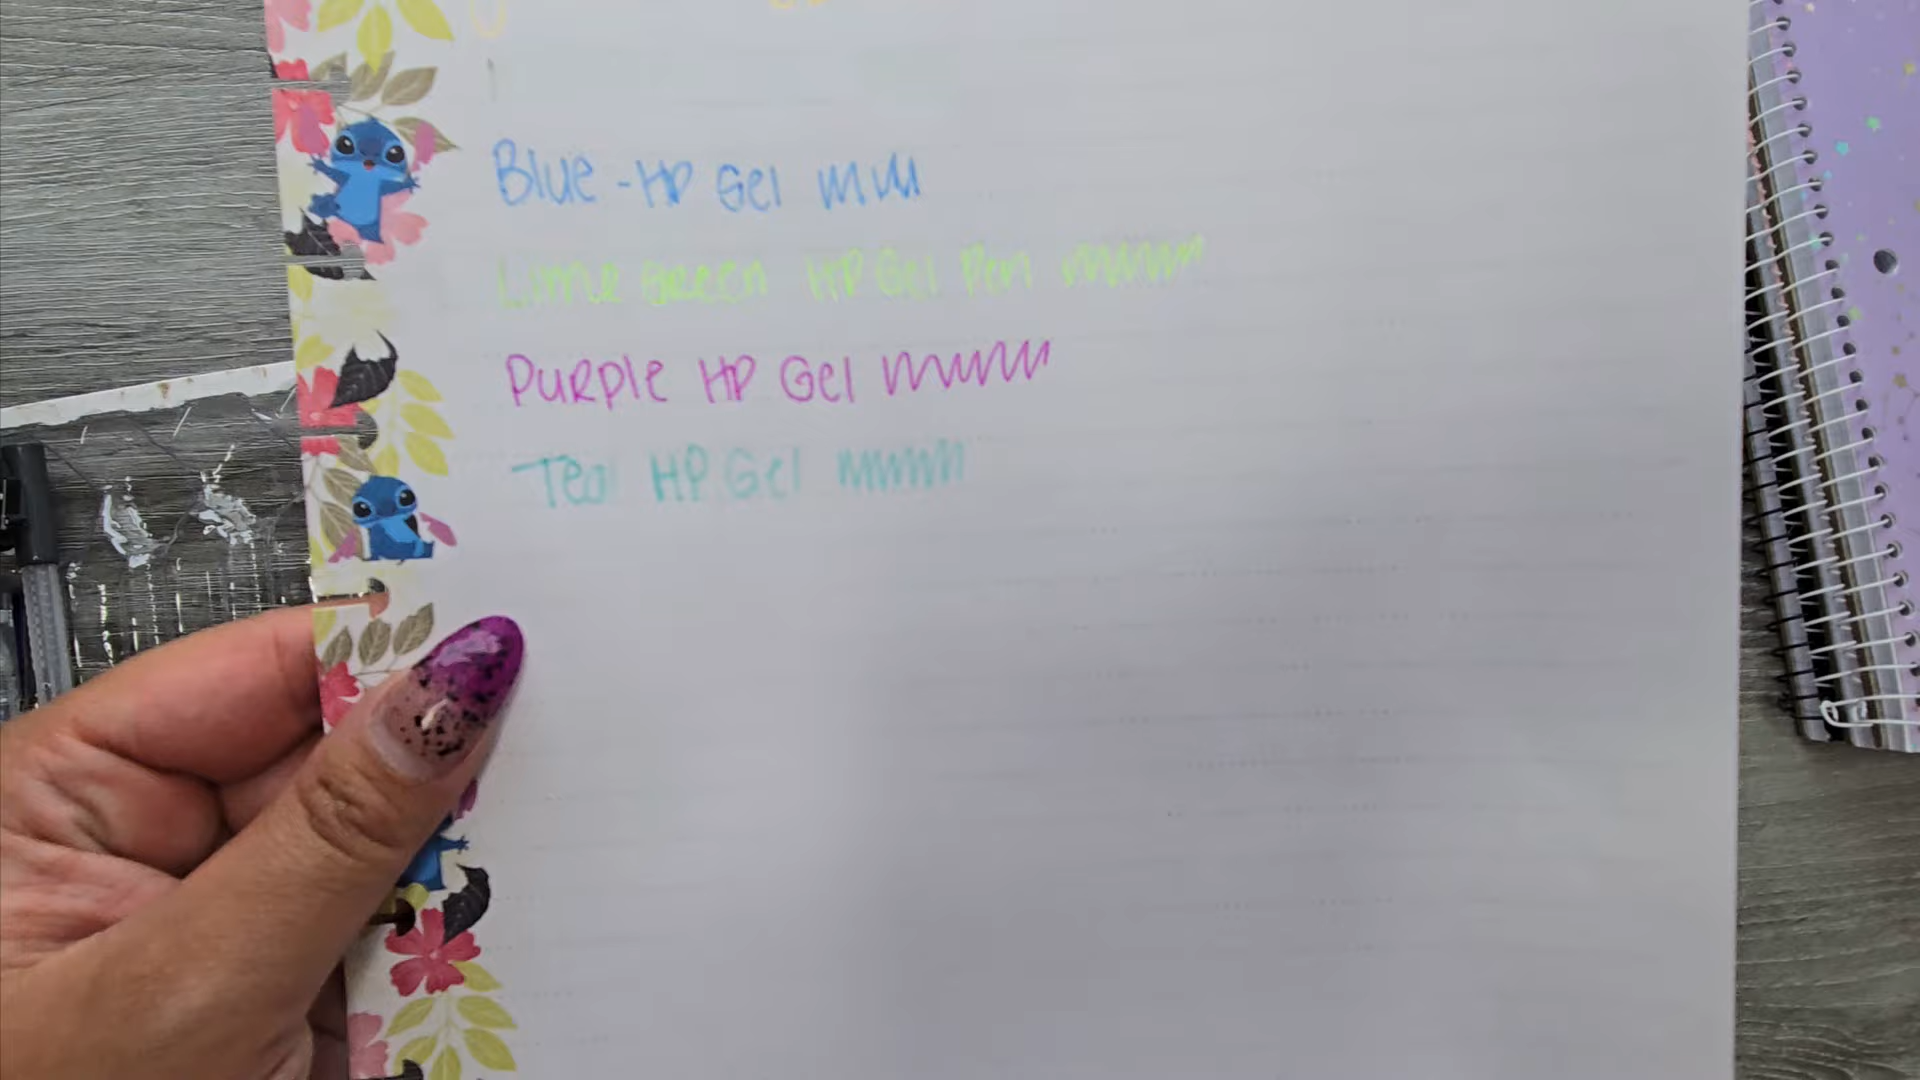 Blue - HP Gel
Lime Green HP Gel Pen
Purple HP Gel
Teal HP Gel